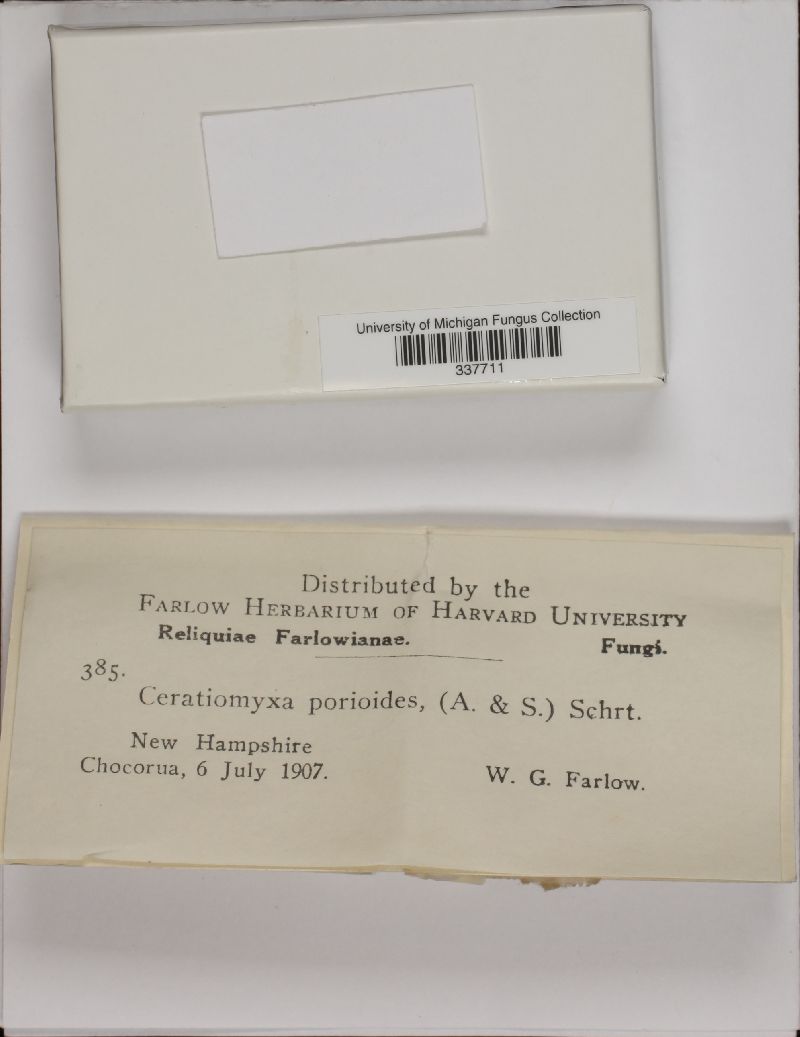 University of Michigan Fungus Collection
337711
Distributed by the
FARLOW HERBARIUM OF HARVARD UNIVERSITY
Reliquiae Farlowianae. Fungi.
385.
Ceratiomyxa porioides, (A. & S.) Schrt.
New Hampshire
Chocorua, 6 July 1907. W. G. Farlow.